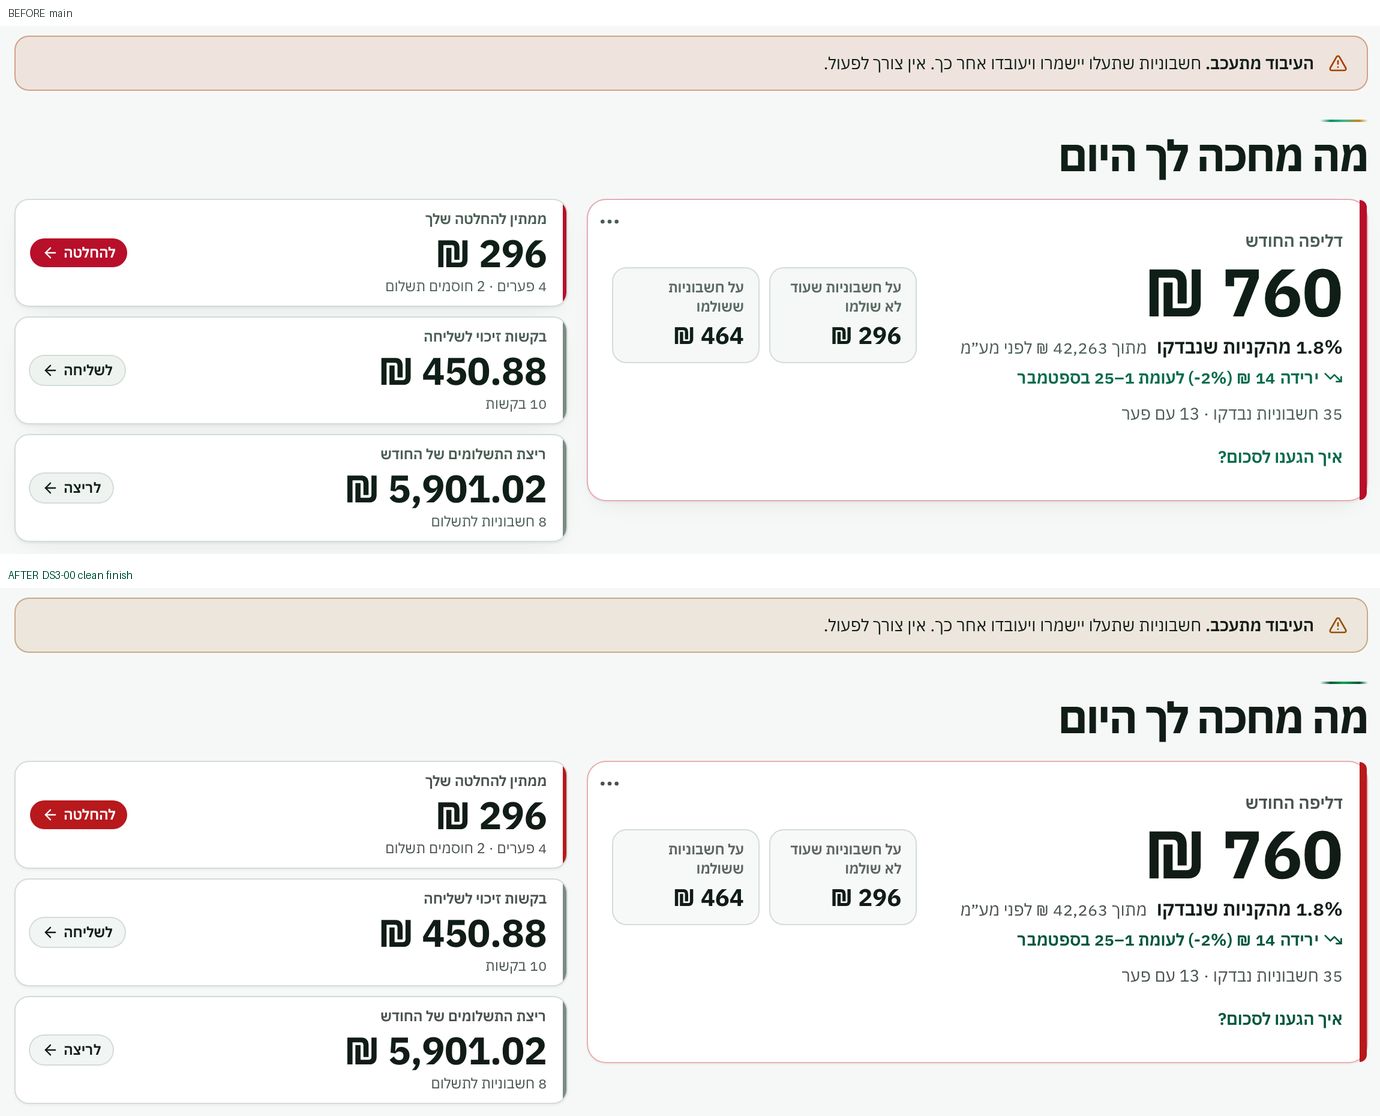 BEFORE main
העיבוד מתעכב. חשבוניות שתעלו יישמרו ויעובדו אחר כך. אין צורך לפעול.
מה מחכה לך היום
דליפה החודש
760 ₪
1.8% מהקניות שנבדקו מתוך 42,263 ₪ לפני מע״מ
ירידה 14 ₪ (-2%) לעומת 1–25 בספטמבר
35 חשבוניות נבדקו · 13 עם פער
איך הגענו לסכום?
על חשבוניות שעוד
לא שולמו
296 ₪
על חשבוניות
ששולמו
464 ₪
ממתין להחלטה שלך
296 ₪
4 פערים · 2 חוסמים תשלום
להחלטה ←
בקשות זיכוי לשליחה
450.88 ₪
10 בקשות
לשליחה ←
ריצת התשלומים של החודש
5,901.02 ₪
8 חשבוניות לתשלום
לריצה ←
AFTER DS3-00 clean finish
העיבוד מתעכב. חשבוניות שתעלו יישמרו ויעובדו אחר כך. אין צורך לפעול.
מה מחכה לך היום
דליפה החודש
760 ₪
1.8% מהקניות שנבדקו מתוך 42,263 ₪ לפני מע״מ
ירידה 14 ₪ (-2%) לעומת 1–25 בספטמבר
35 חשבוניות נבדקו · 13 עם פער
איך הגענו לסכום?
על חשבוניות שעוד
לא שולמו
296 ₪
על חשבוניות
ששולמו
464 ₪
ממתין להחלטה שלך
296 ₪
4 פערים · 2 חוסמים תשלום
להחלטה ←
בקשות זיכוי לשליחה
450.88 ₪
10 בקשות
לשליחה ←
ריצת התשלומים של החודש
5,901.02 ₪
8 חשבוניות לתשלום
לריצה ←